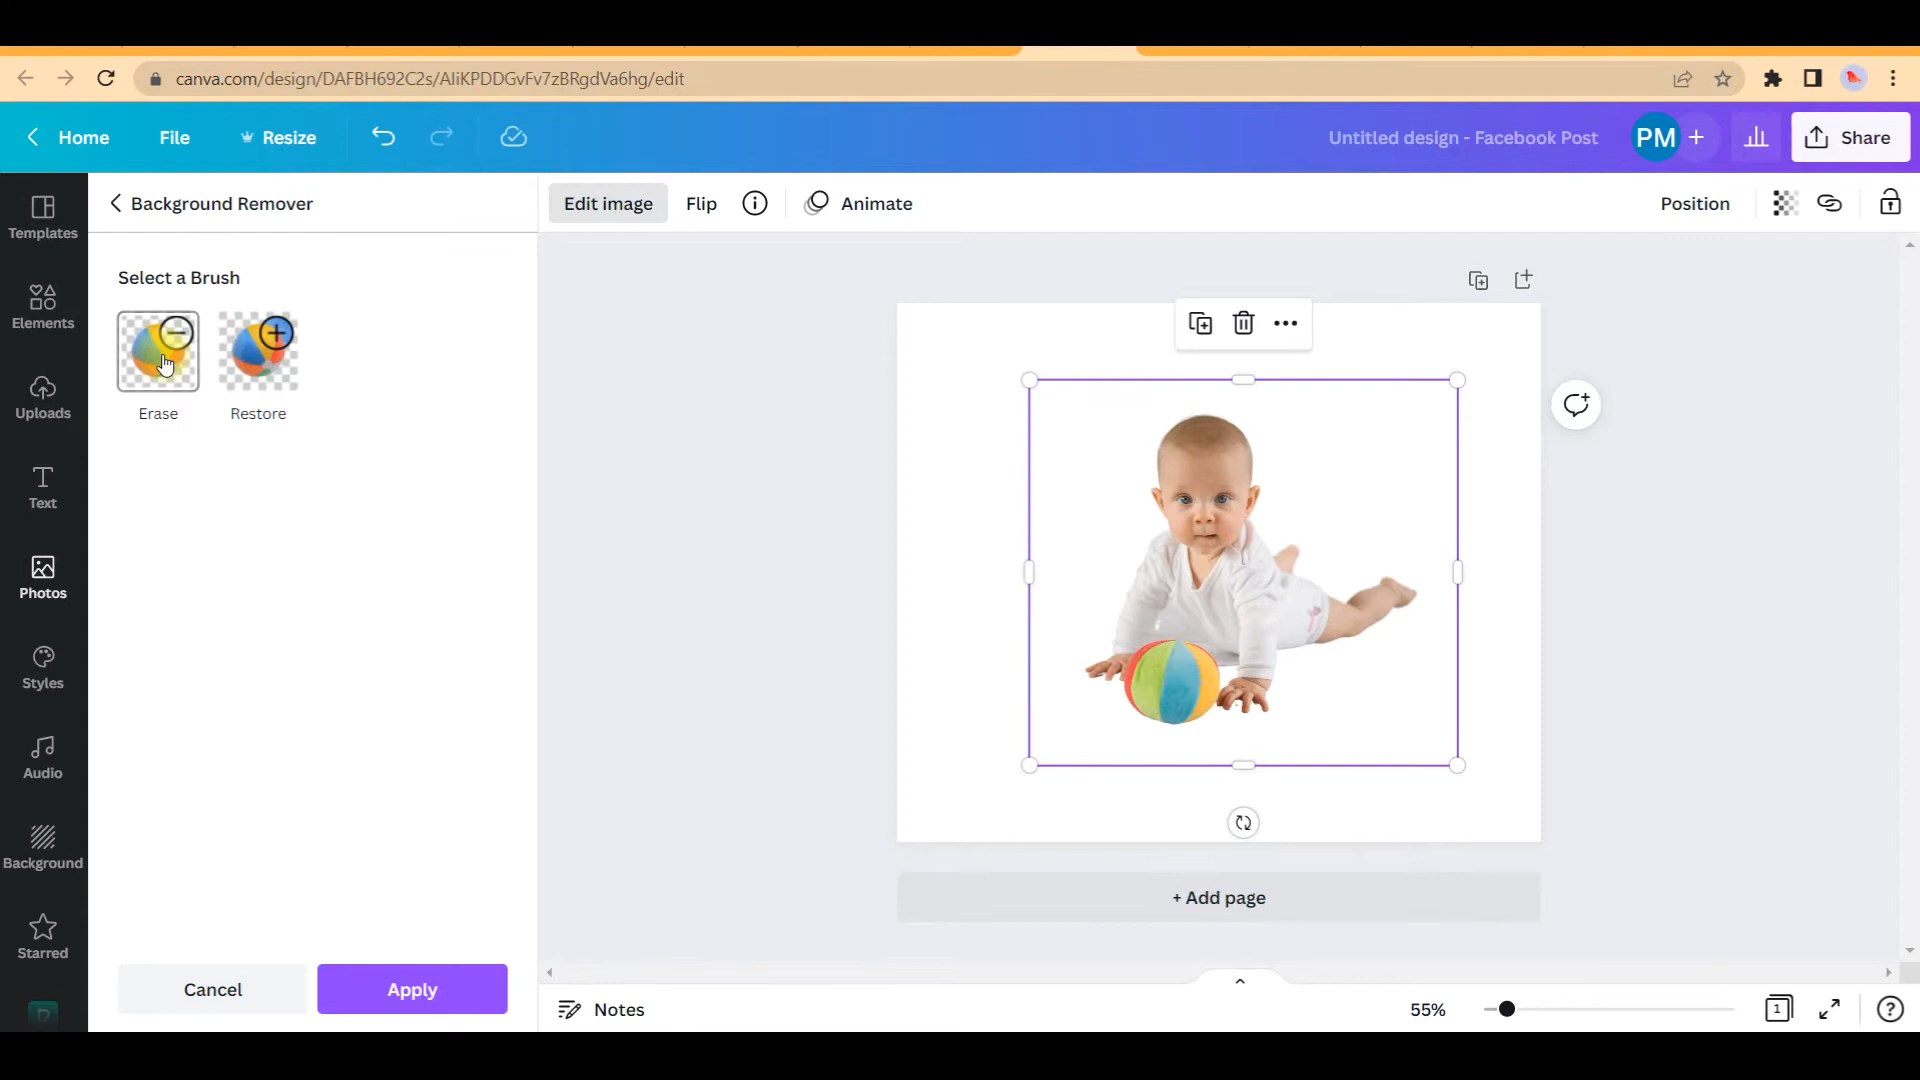 canva.com/design/DAFBH692C2s/AIiKPDDGvFv7zBRgdVa6hg/edit
Home
File
Resize
Untitled design - Facebook Post
PM
Share
Templates
Elements
Uploads
Text
Photos
Styles
Audio
Background
Starred
Background Remover
Select a Brush
Erase
Restore
Cancel
Apply
Edit image
Flip
Animate
Position
+ Add page
Notes
55%
1